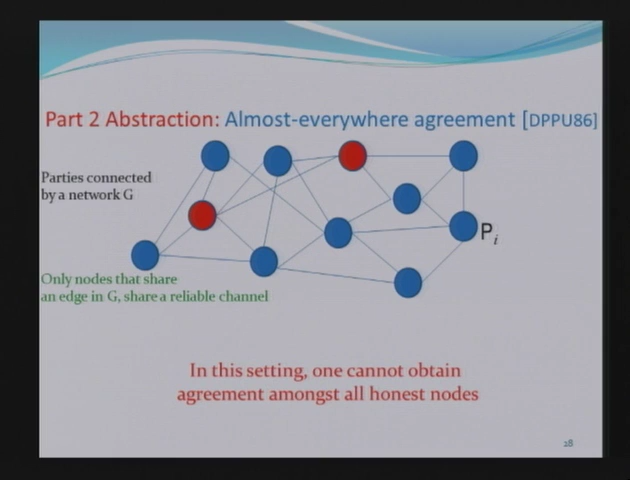 Part 2 Abstraction: Almost-everywhere agreement [DPPU86]
Parties connected
by a network G
Pi
Only nodes that share
an edge in G, share a reliable channel
In this setting, one cannot obtain
agreement amongst all honest nodes
28